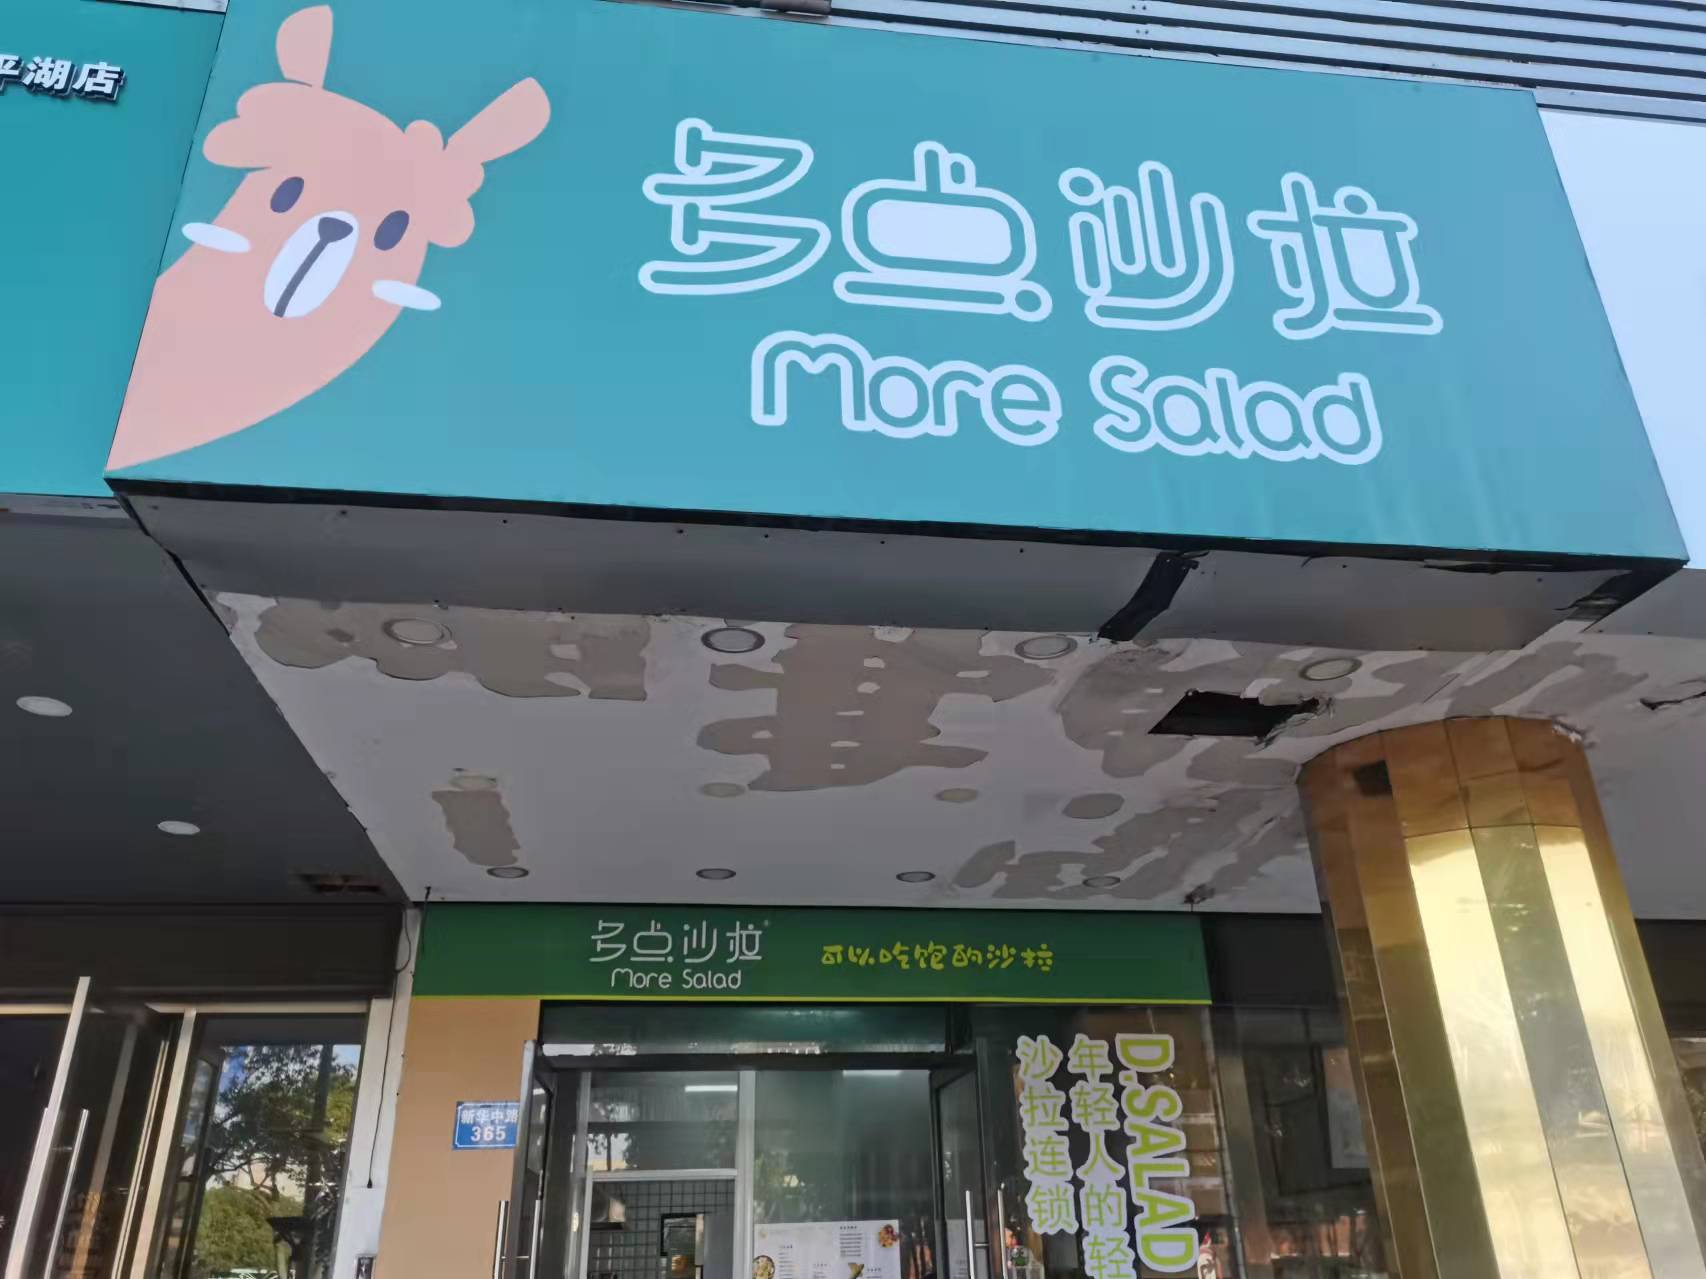 平湖店
多点沙拉
More Salad
多点沙拉®
More Salad
可以吃饱的沙拉
新华中路
365
D.SALAD
年轻人的轻
沙拉连锁